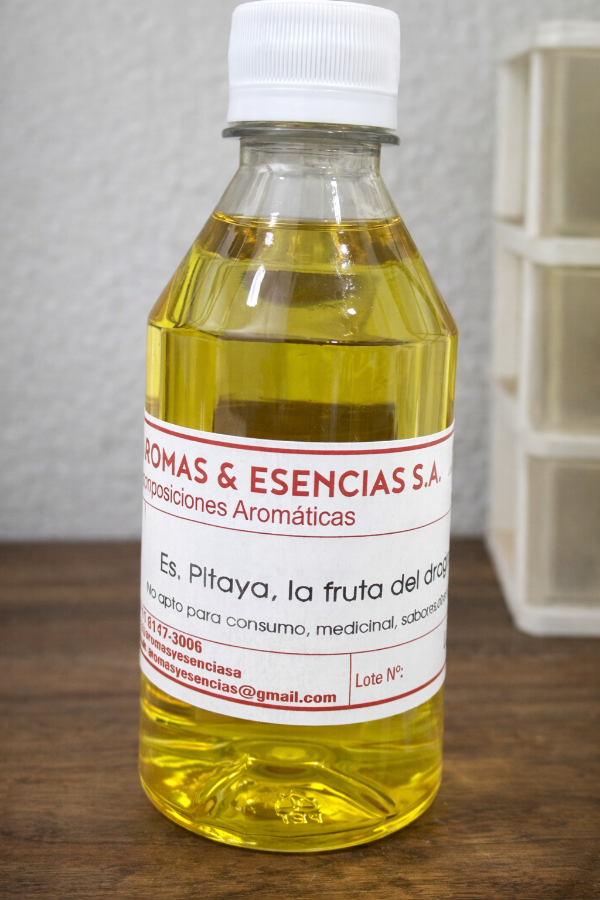 ROMAS & ESENCIAS S.A.
omposiciones Aromáticas
Es. PItaya, la fruta del drag
No apto para consumo, medicinal, sabores,
8147-3006
aromasyesenciasa
aromasyesencias@gmail.com
Lote Nº: